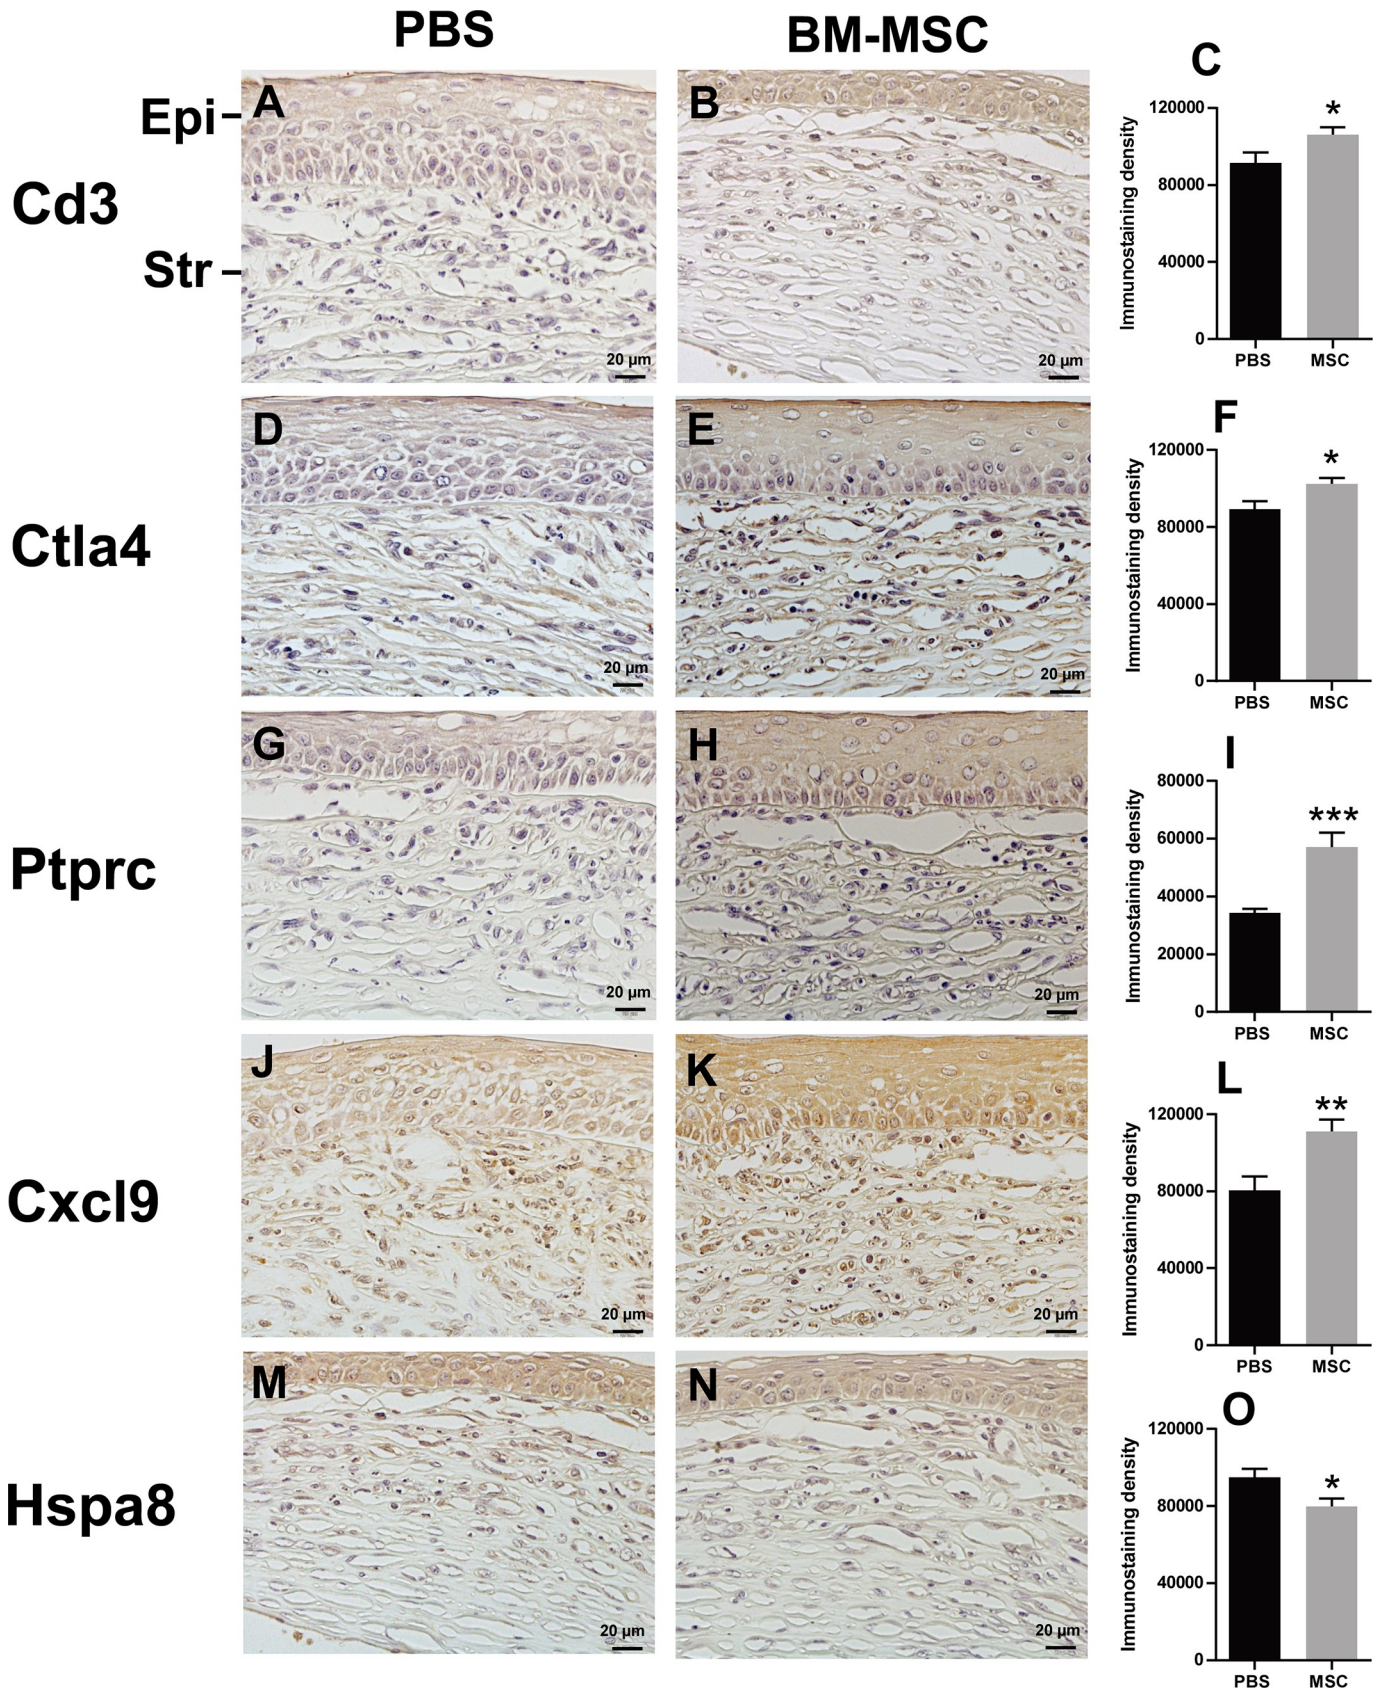 PBS
BM-MSC
Cd3
Epi
Str
A
20 µm
B
20 µm
C
Immunostaining density
120000
80000
40000
0
*
PBS
MSC
Ctla4
D
20 µm
E
20 µm
F
Immunostaining density
120000
80000
40000
0
*
PBS
MSC
Ptprc
G
20 µm
H
20 µm
I
Immunostaining density
80000
60000
40000
20000
0
***
PBS
MSC
Cxcl9
J
20 µm
K
20 µm
L
Immunostaining density
120000
80000
40000
0
**
PBS
MSC
Hspa8
M
20 µm
N
20 µm
O
Immunostaining density
120000
80000
40000
0
*
PBS
MSC